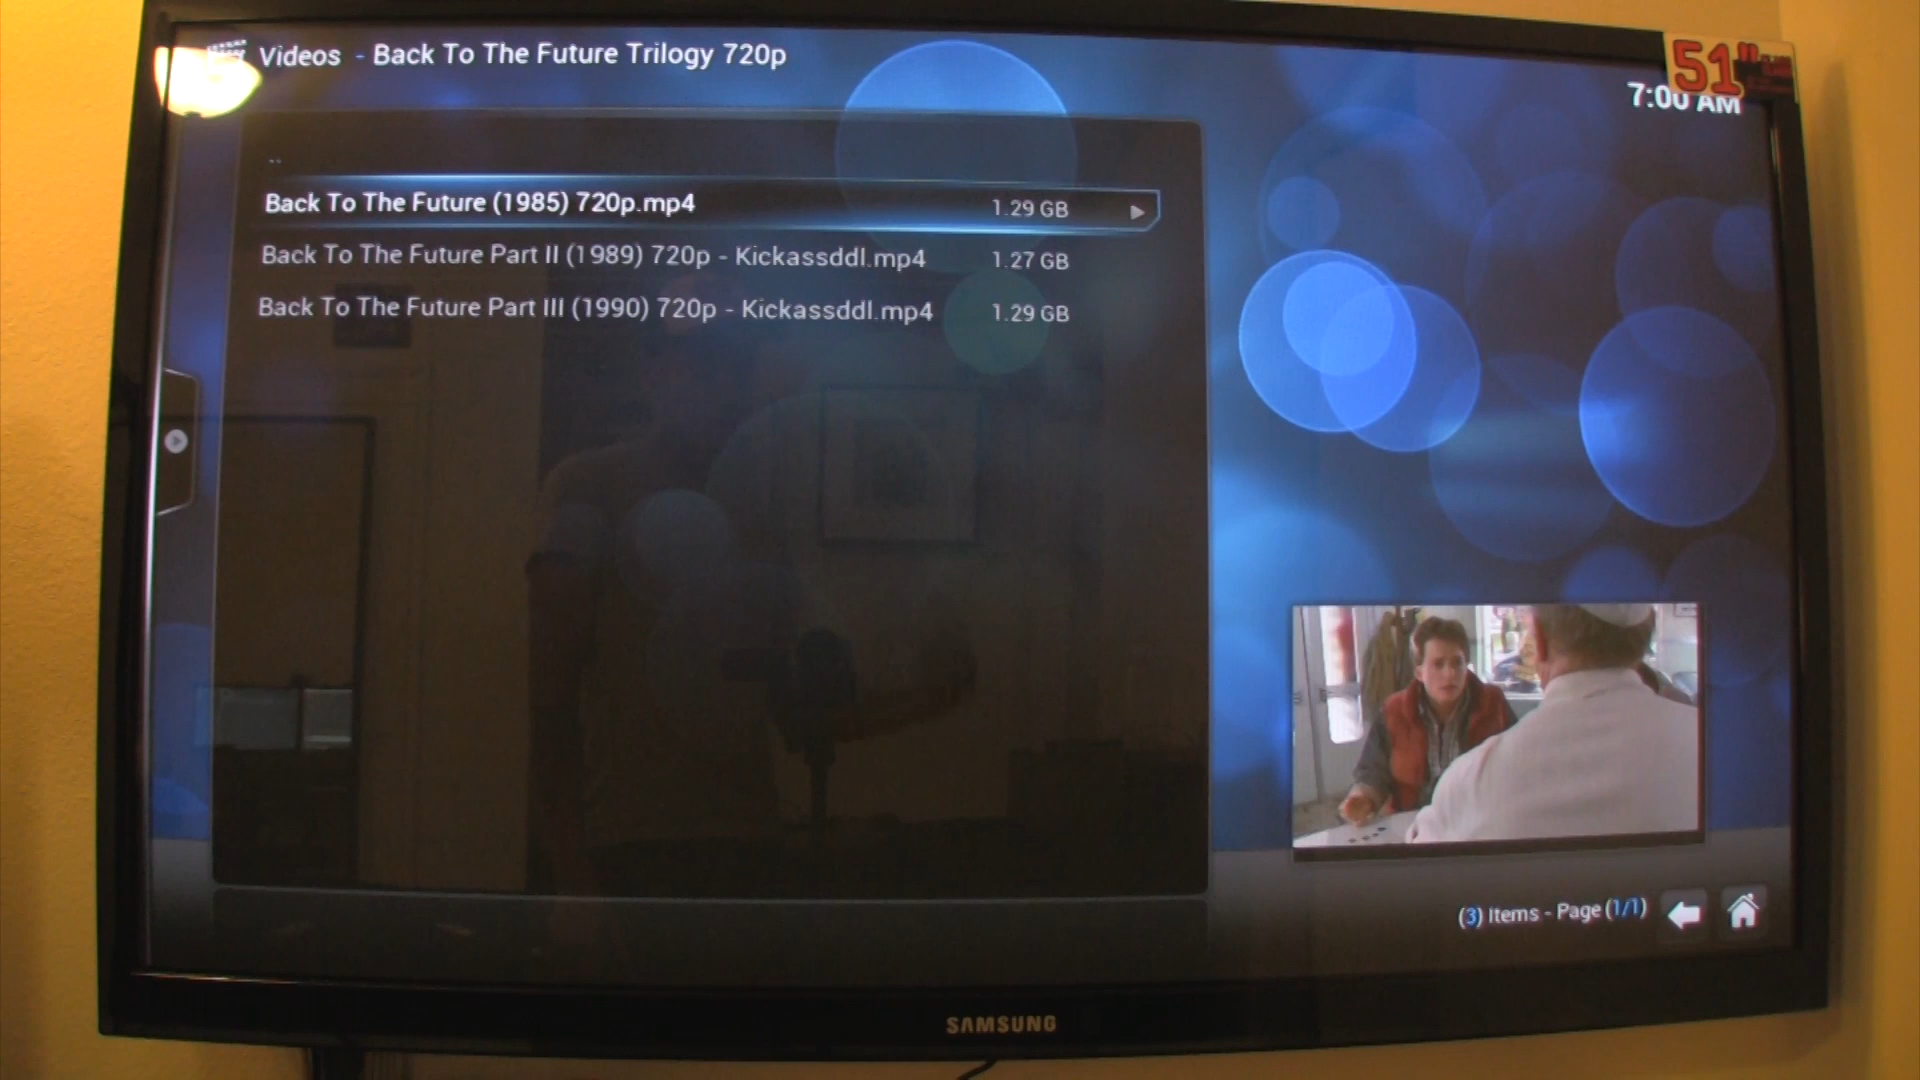 Videos - Back To The Future Trilogy 720p
51"
7:00 AM
..
Back To The Future (1985) 720p.mp4 1.29 GB
Back To The Future Part II (1989) 720p - Kickassddl.mp4 1.27 GB
Back To The Future Part III (1990) 720p - Kickassddl.mp4 1.29 GB
(3) Items - Page (1/1)
SAMSUNG